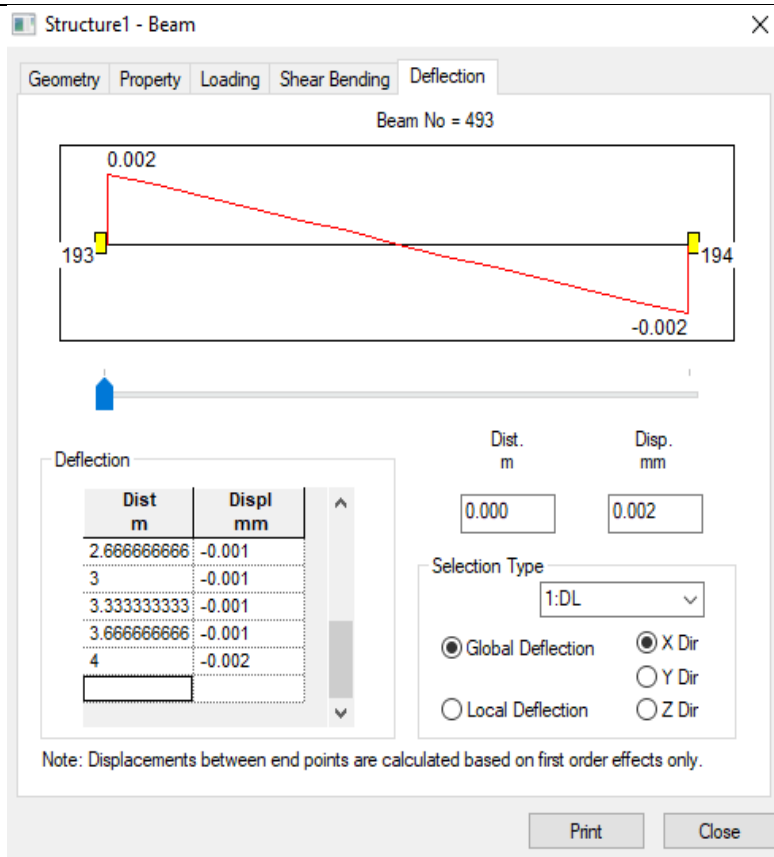 Structure1 - Beam
Geometry Property Loading Shear Bending Deflection
Beam No = 493
0.002
193
194
-0.002
Dist. Disp.
m mm
0.000 0.002
Deflection
Dist Displ
m mm
2.666666666 -0.001
3 -0.001
3.333333333 -0.001
3.666666666 -0.001
4 -0.002
Selection Type
1:DL
Global Deflection X Dir
Y Dir
Local Deflection Z Dir
Note: Displacements between end points are calculated based on first order effects only.
Print Close